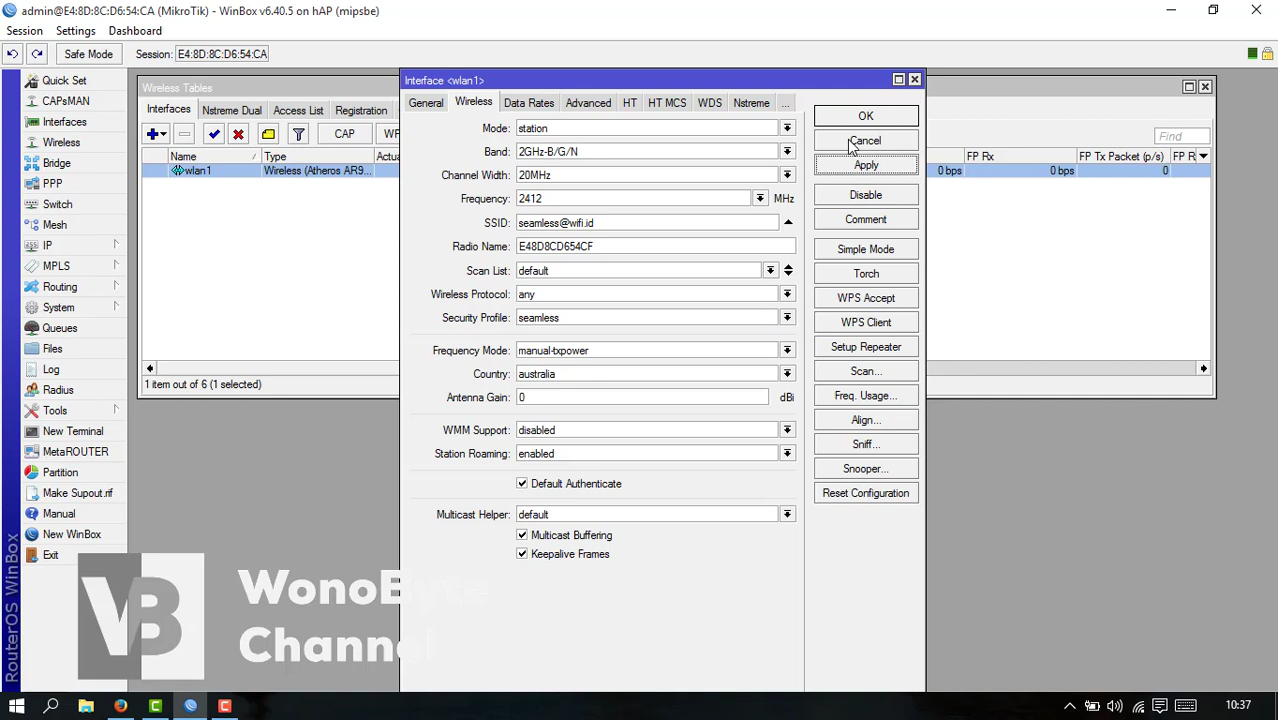 admin@E4:8D:8C:D6:54:CA (MikroTik) - WinBox v6.40.5 on hAP (mipsbe)
Session Settings Dashboard
Safe Mode Session: E4:8D:8C:D6:54:CA
RouterOS WinBox
Quick Set
CAPsMAN
Interfaces
Wireless
Bridge
PPP
Switch
Mesh
IP
MPLS
Routing
System
Queues
Files
Log
Radius
Tools
New Terminal
MetaROUTER
Partition
Make Supout.rif
Manual
New WinBox
Exit
Wireless Tables
Interfaces Nstreme Dual Access List Registration
CAP
Find
Name Type FP Rx FP Tx Packet (p/s)
wlan1 Wireless (Atheros AR9... 0 bps 0 bps 0
1 item out of 6 (1 selected)
Interface <wlan1>
General Wireless Data Rates Advanced HT HT MCS WDS Nstreme ...
Mode: station
Band: 2GHz-B/G/N
Channel Width: 20MHz
Frequency: 2412 MHz
SSID: seamless@wifi.id
Radio Name: E48D8CD654CF
Scan List: default
Wireless Protocol: any
Security Profile: seamless
Frequency Mode: manual-txpower
Country: australia
Antenna Gain: 0 dBi
WMM Support: disabled
Station Roaming: enabled
Default Authenticate
Multicast Helper: default
Multicast Buffering
Keepalive Frames
OK
Cancel
Apply
Disable
Comment
Simple Mode
Torch
WPS Accept
WPS Client
Setup Repeater
Scan...
Freq. Usage...
Align...
Sniff...
Snooper...
Reset Configuration
WonoByte
Channel
10:37